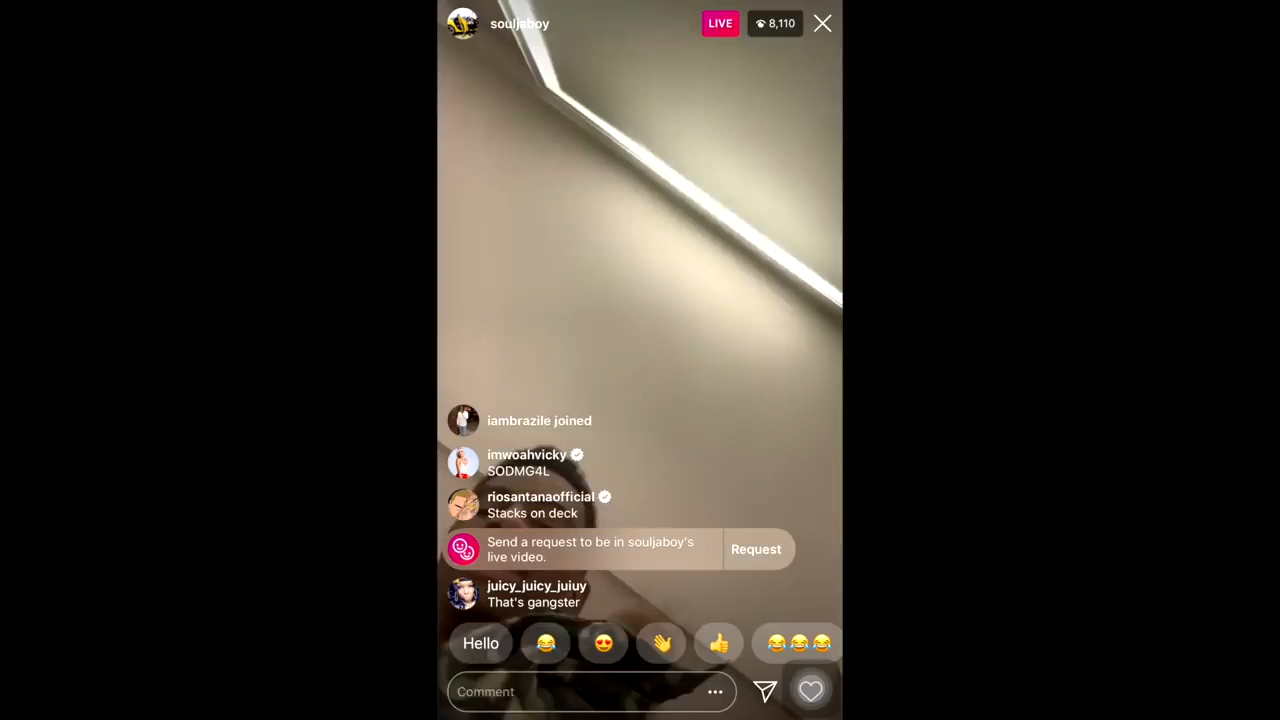 souljaboy
LIVE
8,110
iambrazile joined
imwoahvicky
SODMG4L
riosantanaofficial
Stacks on deck
Send a request to be in souljaboy's
live video.
Request
juicy_juicy_juiuy
That's gangster
Hello
Comment